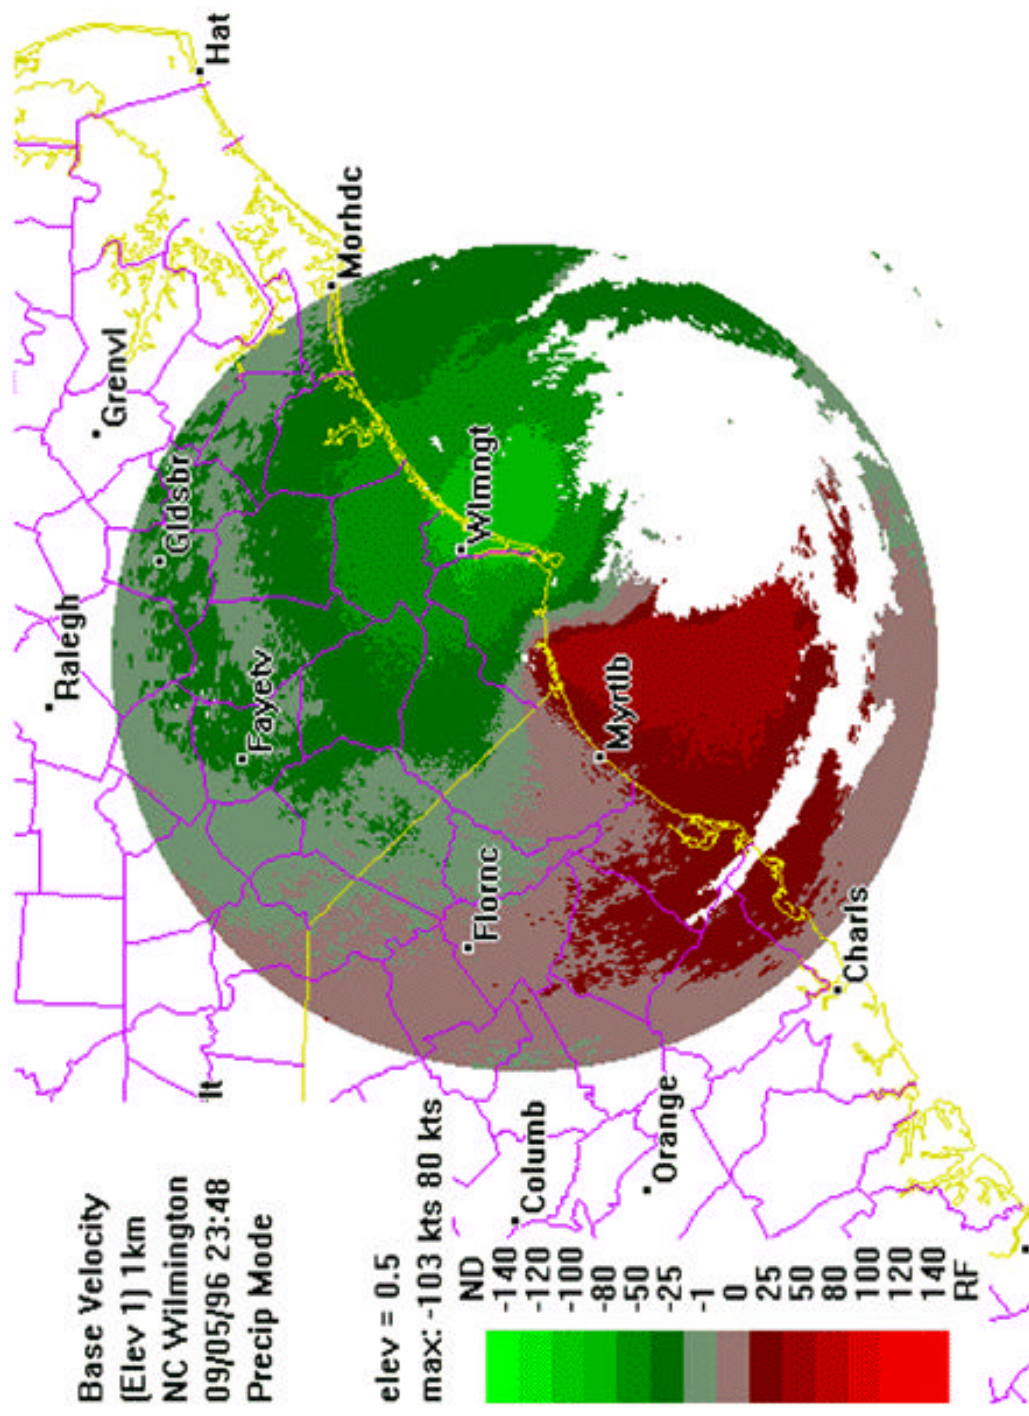 Base Velocity
(Elev 1) 1km
NC Wilmington
09/05/96 23:48
Precip Mode
elev = 0.5
max: -103 kts 80 kts
ND
-140
-120
-100
-80
-50
-25
-1
0
25
50
80
100
120
140
RF
lt
Ralegh
Grenvl
Hat
Gldsbr
Fayetv
Morhdc
Wlmngt
Flornc
Columb
Myrtlb
Orange
Charls